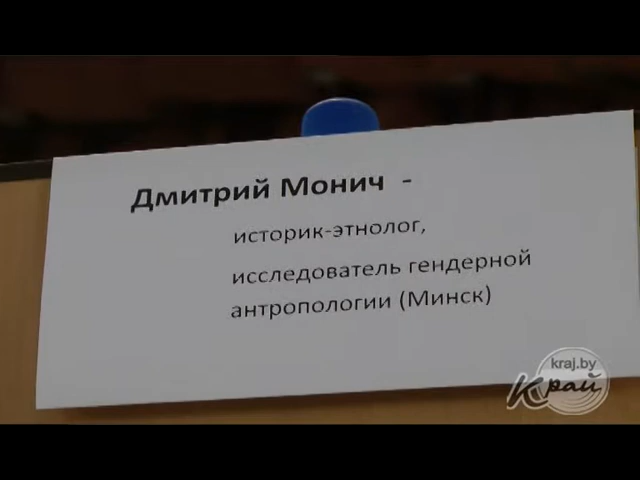 Дмитрий Монич -
историк-этнолог,
исследователь гендерной
антропологии (Минск)
kraj.by
Край